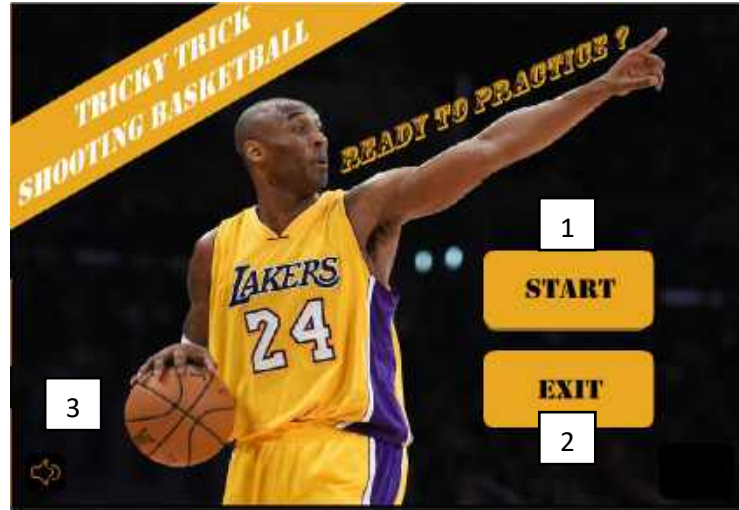 TRICKY TRICK
SHOOTING BASKETBALL
READY TO PRACTICE ?
1
START
LAKERS
24
EXIT
3
2